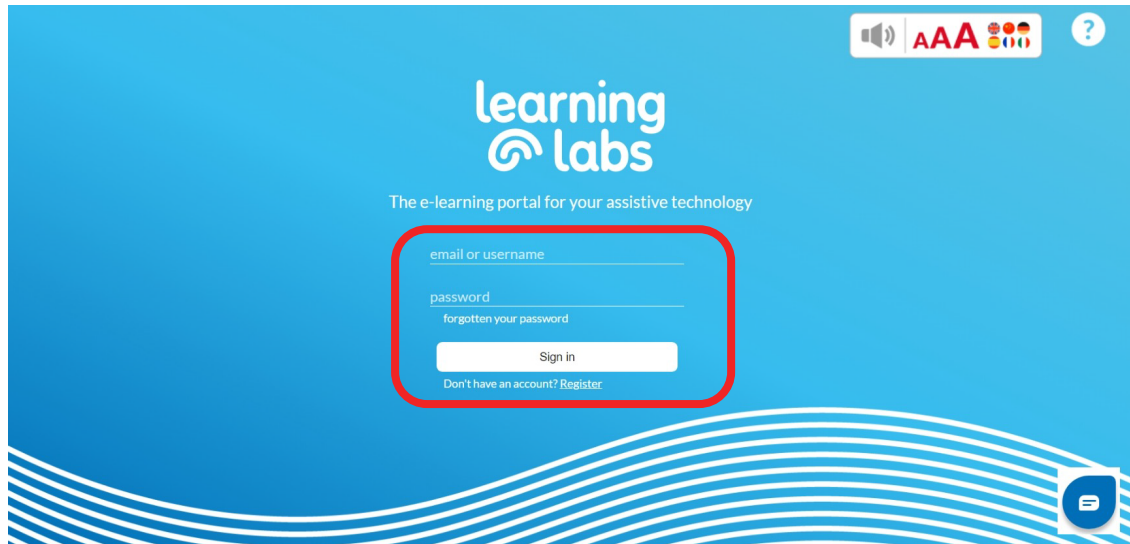 AAA
?
learning
labs
The e-learning portal for your assistive technology
email or username
password
forgotten your password
Sign in
Don't have an account? Register